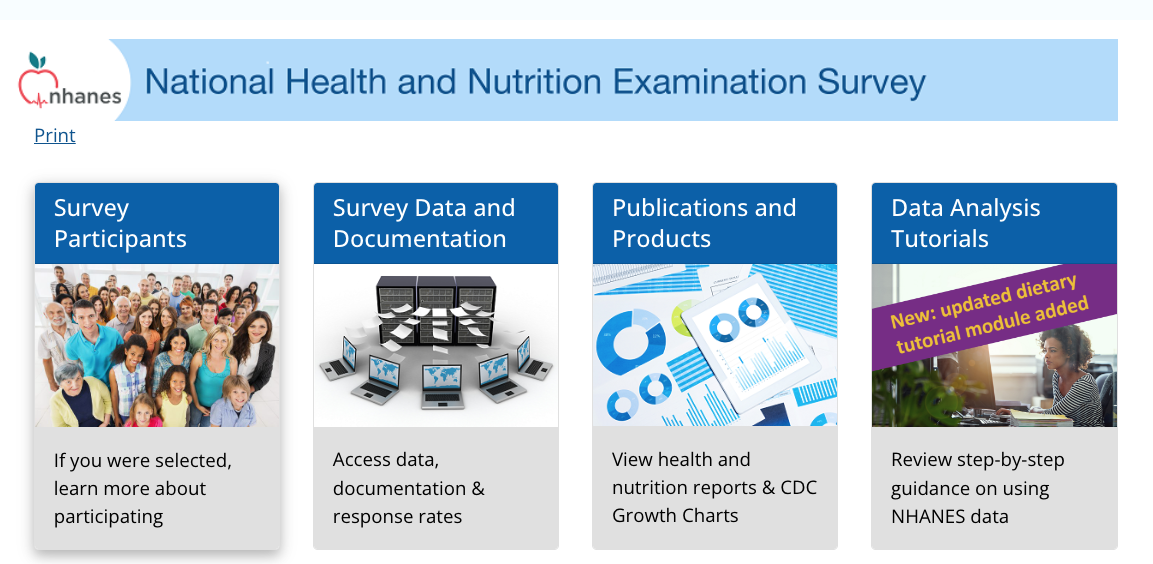 nhanes
National Health and Nutrition Examination Survey
Print
Survey
Participants
If you were selected,
learn more about
participating
Survey Data and
Documentation
Access data,
documentation &
response rates
Publications and
Products
View health and
nutrition reports & CDC
Growth Charts
Data Analysis
Tutorials
New: updated dietary
tutorial module added
Review step-by-step
guidance on using
NHANES data